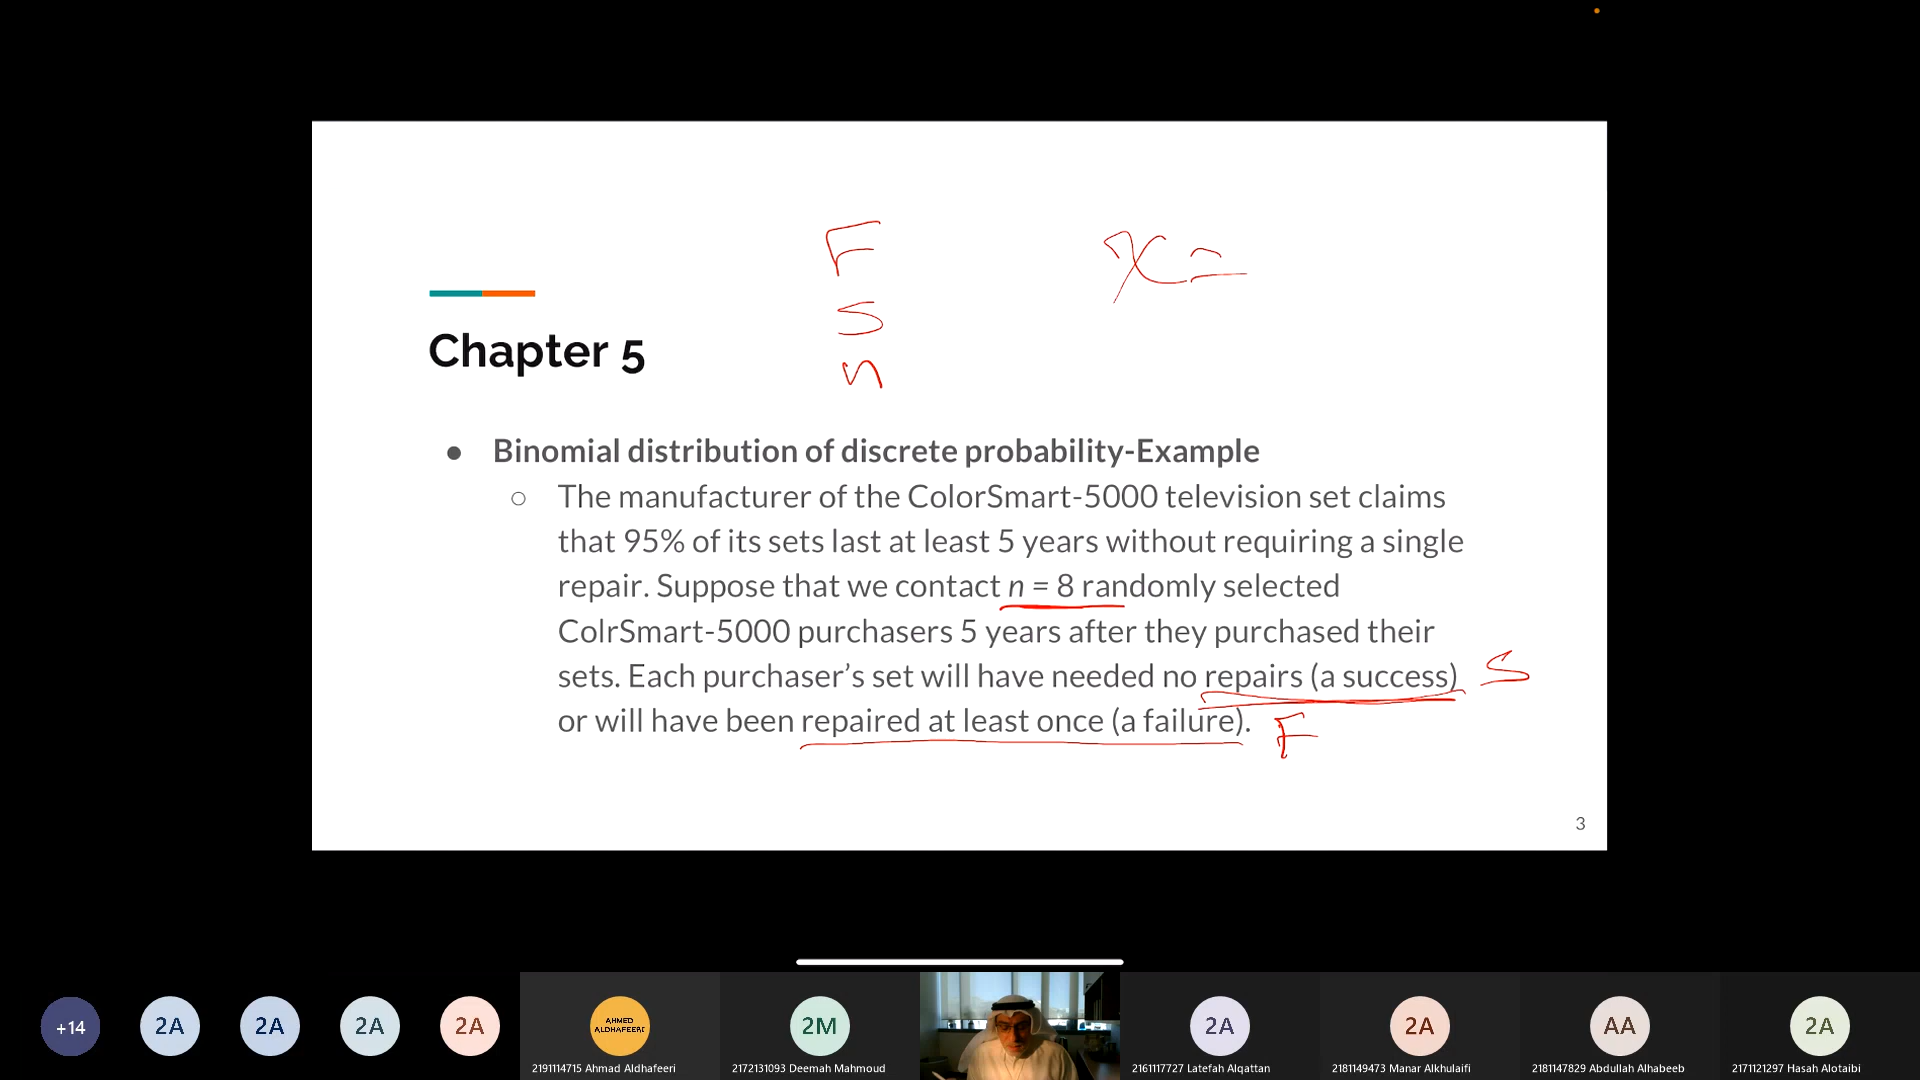 F
x =
S
n
Chapter 5
● Binomial distribution of discrete probability-Example
○ The manufacturer of the ColorSmart-5000 television set claims
that 95% of its sets last at least 5 years without requiring a single
repair. Suppose that we contact n = 8 randomly selected
ColrSmart-5000 purchasers 5 years after they purchased their
sets. Each purchaser’s set will have needed no repairs (a success) S
or will have been repaired at least once (a failure). F
3
+14
2A
2A
2A
2A
AHMED
ALDHAFEERI
2M
2A
2A
AA
2A
2191114715 Ahmad Aldhafeeri
2172131093 Deemah Mahmoud
2161117727 Latefah Alqattan
2181149473 Manar Alkhulaifi
2181147829 Abdullah Alhabeeb
2171121297 Hasah Alotaibi